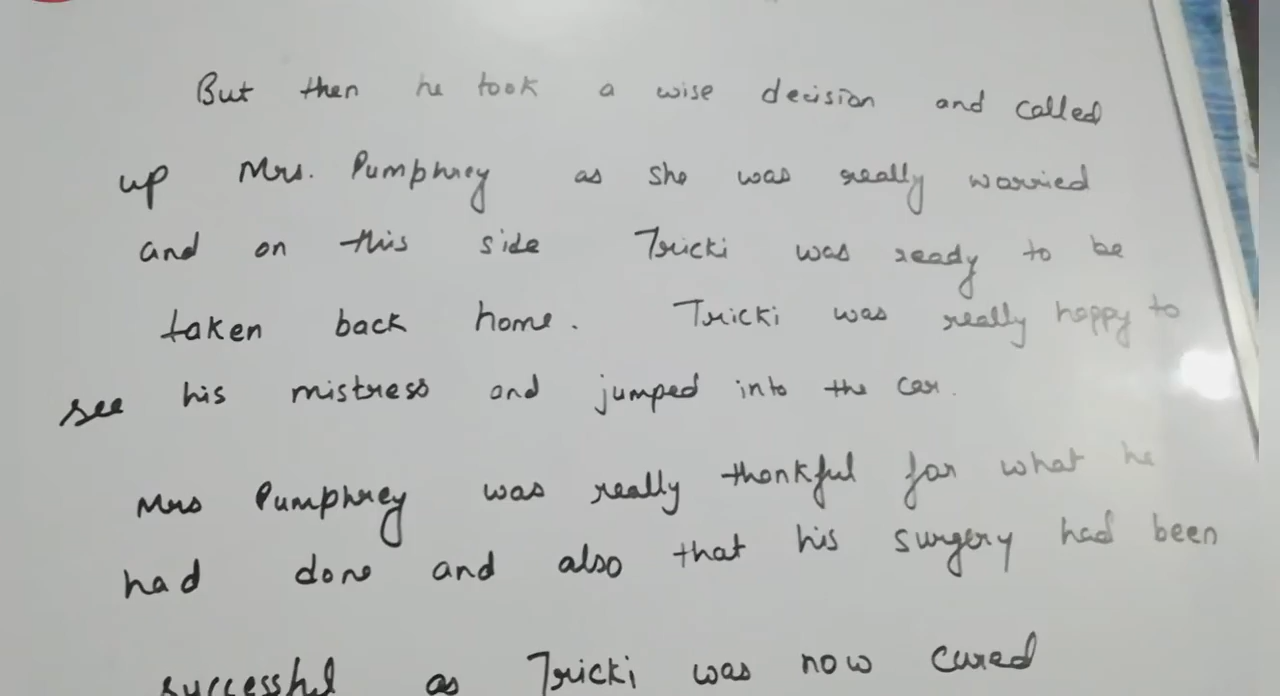 But then he took a wise decision and called
up Mrs. Pumphrey as she was really worried
and on this side Tricki was ready to be
taken back home. Tricki was really happy to
see his mistress and jumped into the car.
Mrs Pumphrey was really thankful for what he
had done and also that his surgery had been
successful as Tricki was now cured